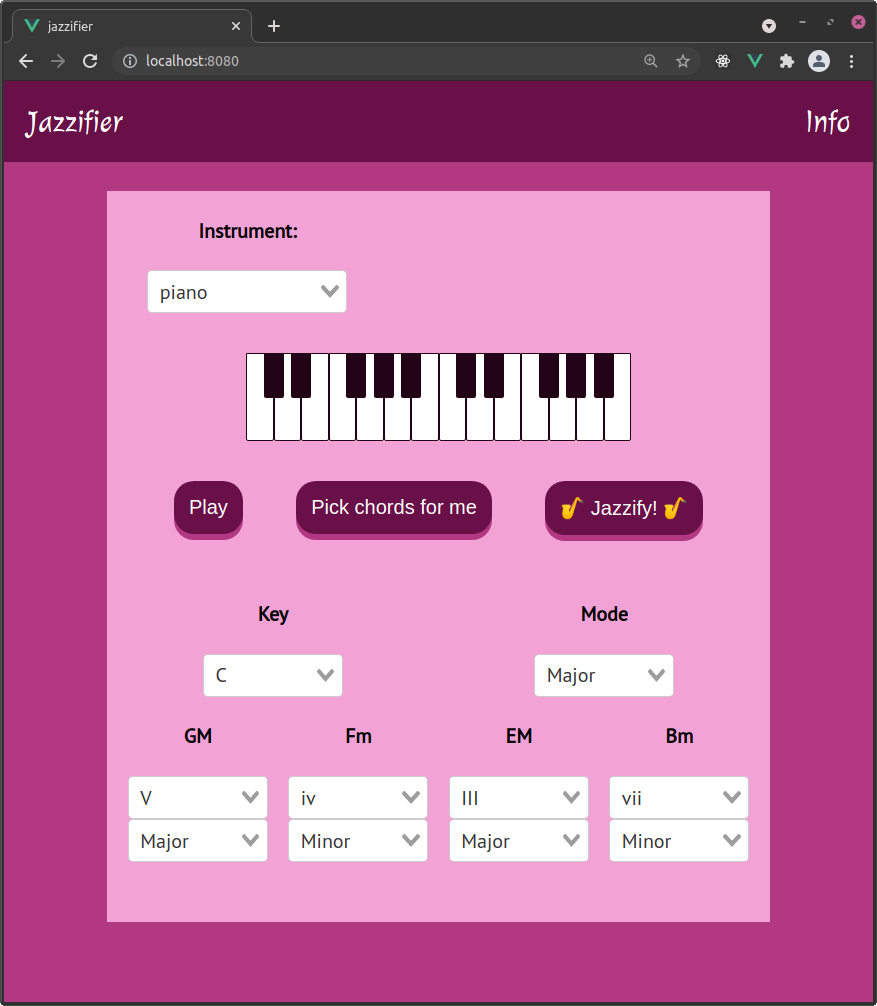 jazzifier
localhost:8080
Jazzifier Info
Instrument:
piano
Play Pick chords for me 🎷 Jazzify! 🎷
Key Mode
C Major
GM Fm EM Bm
V iv III vii
Major Minor Major Minor